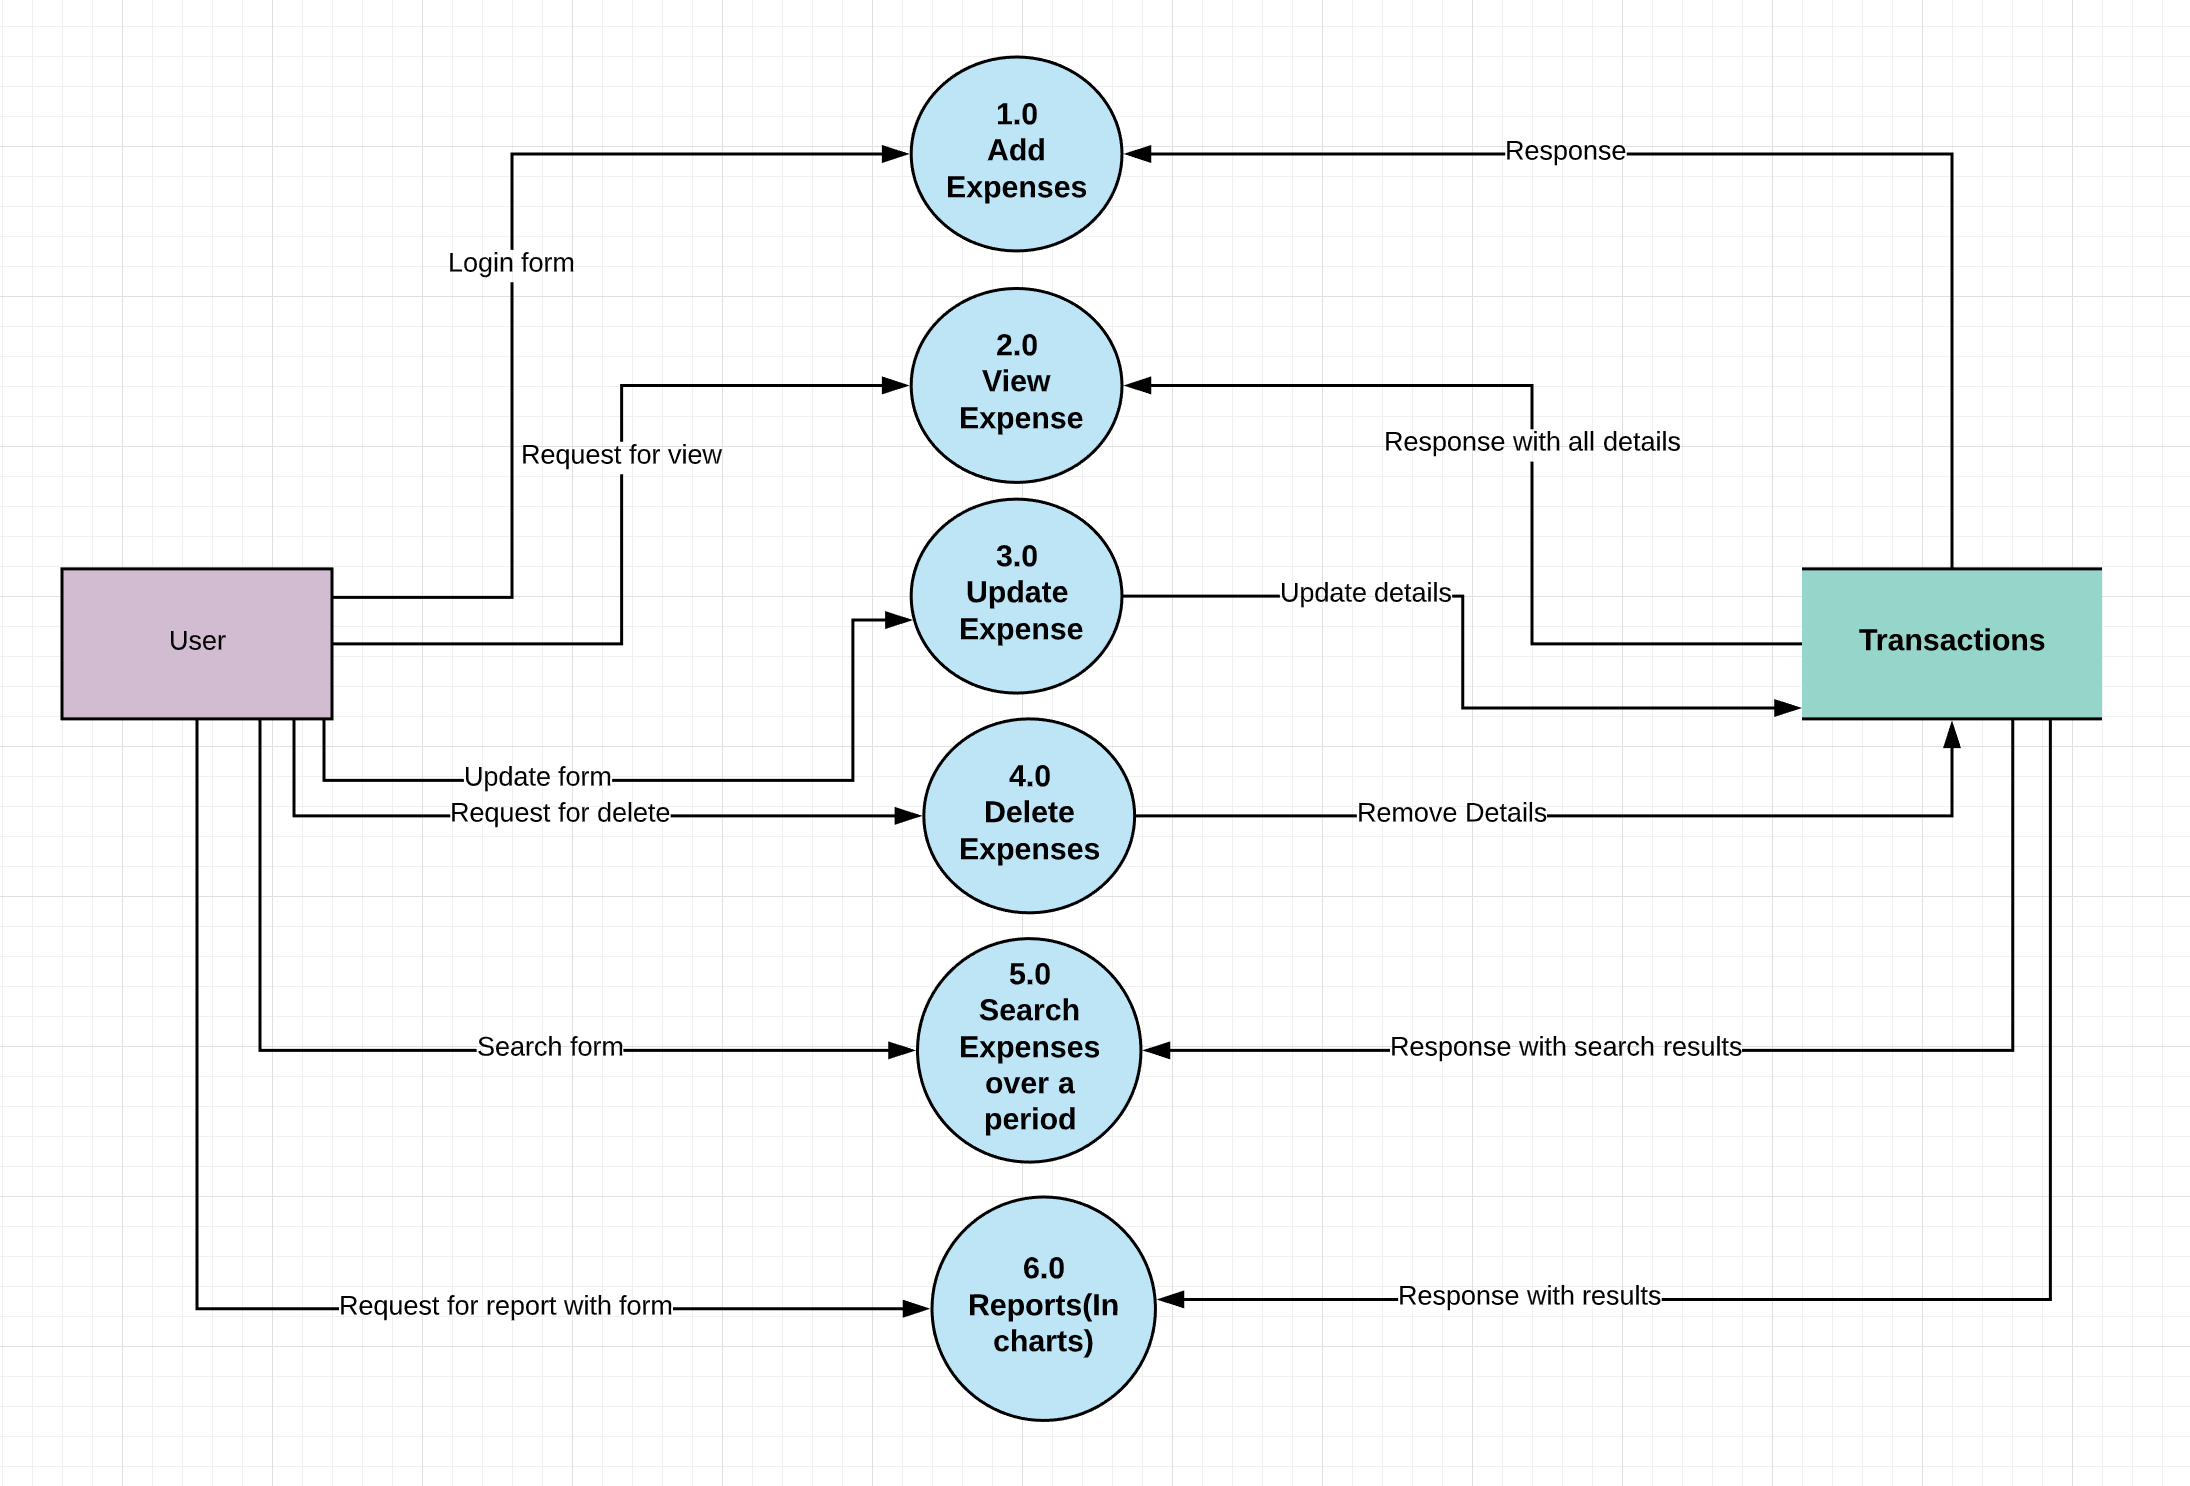 1.0
Add
Expenses
Response
Login form
2.0
View
Expense
Request for view
Response with all details
3.0
Update
Expense
Update details
User
Transactions
Update form
Request for delete
4.0
Delete
Expenses
Remove Details
5.0
Search
Expenses
over a
period
Search form
Response with search results
6.0
Reports(In
charts)
Request for report with form
Response with results